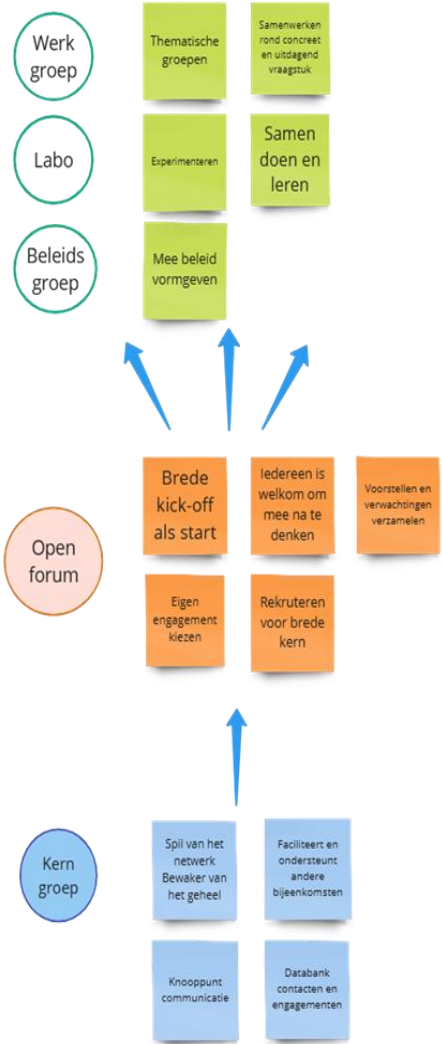 Werk
groep
Thematische
groepen
Samenwerken
rond concreet
en uitdagend
vraagstuk
Labo
Experimenteren
Samen
doen en
leren
Beleids
groep
Mee beleid
vormgeven
Open
forum
Brede
kick-off
als start
Iedereen is
welkom om
mee na te
denken
Voorstellen en
verwachtingen
verzamelen
Eigen
engagement
kiezen
Rekruteren
voor brede
kern
Kern
groep
Spil van het
netwerk
Bewaker van
het geheel
Faciliteert en
ondersteunt
andere
bijeenkomsten
Knooppunt
communicatie
Databank
contacten en
engagementen